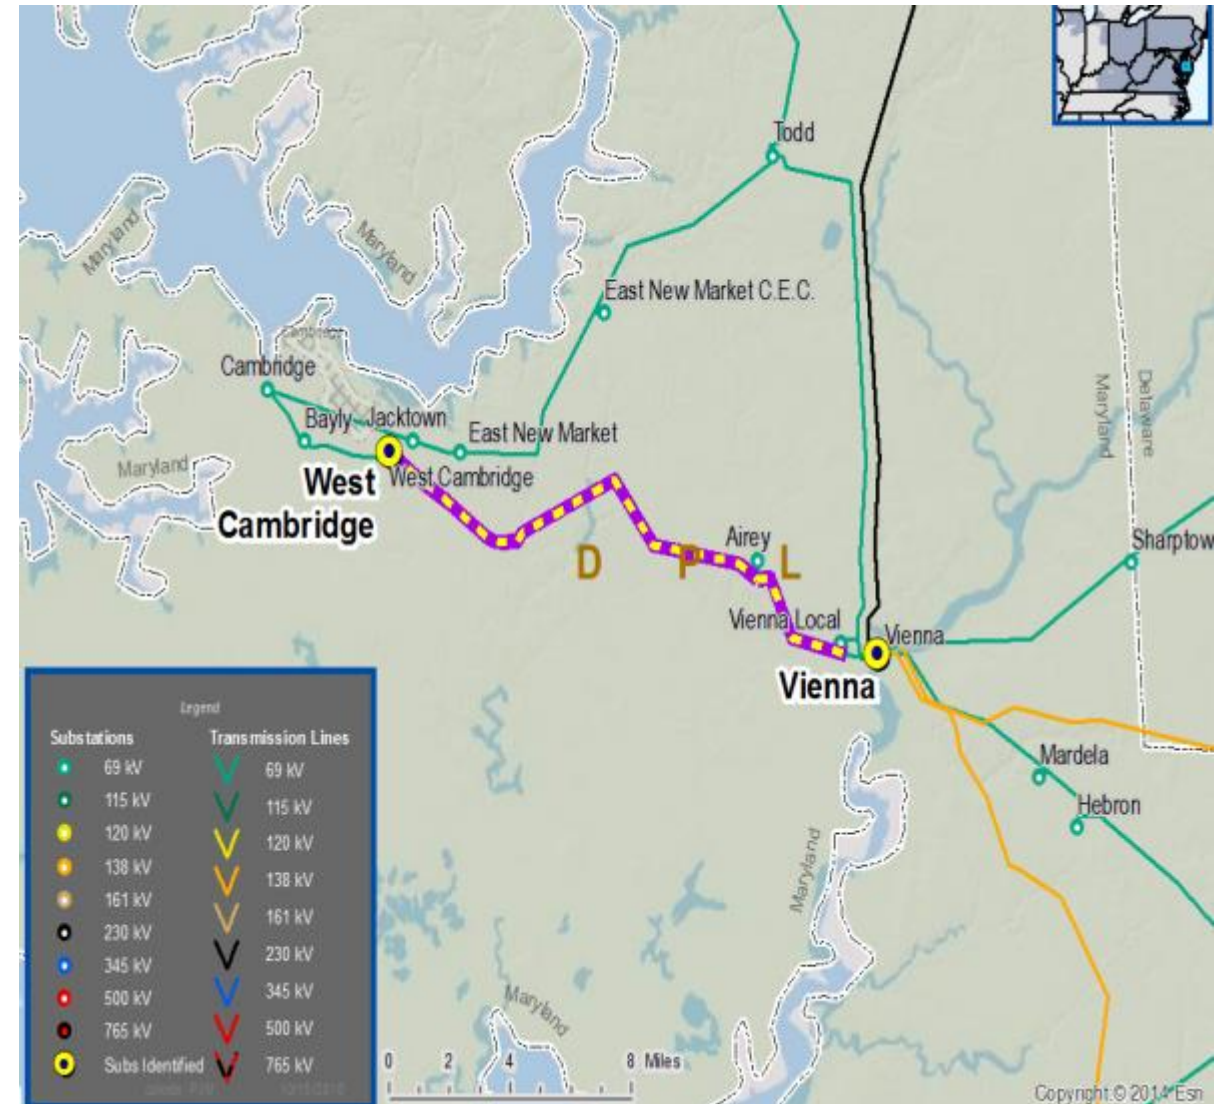 Todd
Maryland
Maryland
East New Market C.E.C.
Cambridge
Cambridge
Maryland
Delaware
Bayly
Jacktown
East New Market
Maryland
West Cambridge
West
Cambridge
Airey
Sharptow
D P L
Vienna Local
Vienna
Vienna
Mardela
Hebron
Maryland
Maryland
Legend
Substations
69 kV
115 kV
120 kV
138 kV
161 kV
230 kV
345 kV
500 kV
765 kV
Subs Identified
Transmission Lines
69 kV
115 kV
120 kV
138 kV
161 kV
230 kV
345 kV
500 kV
765 kV
0 2 4 8 Miles
Copyright:© 2014 Esri